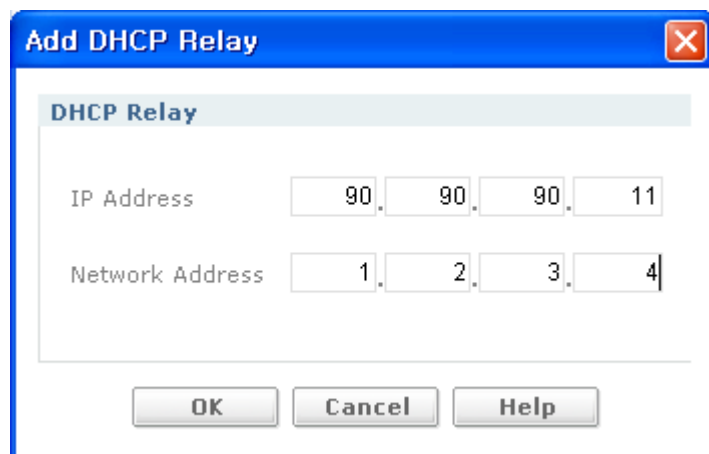 Add DHCP Relay
DHCP Relay
IP Address 90. 90. 90. 11
Network Address 1. 2. 3. 4
OK Cancel Help